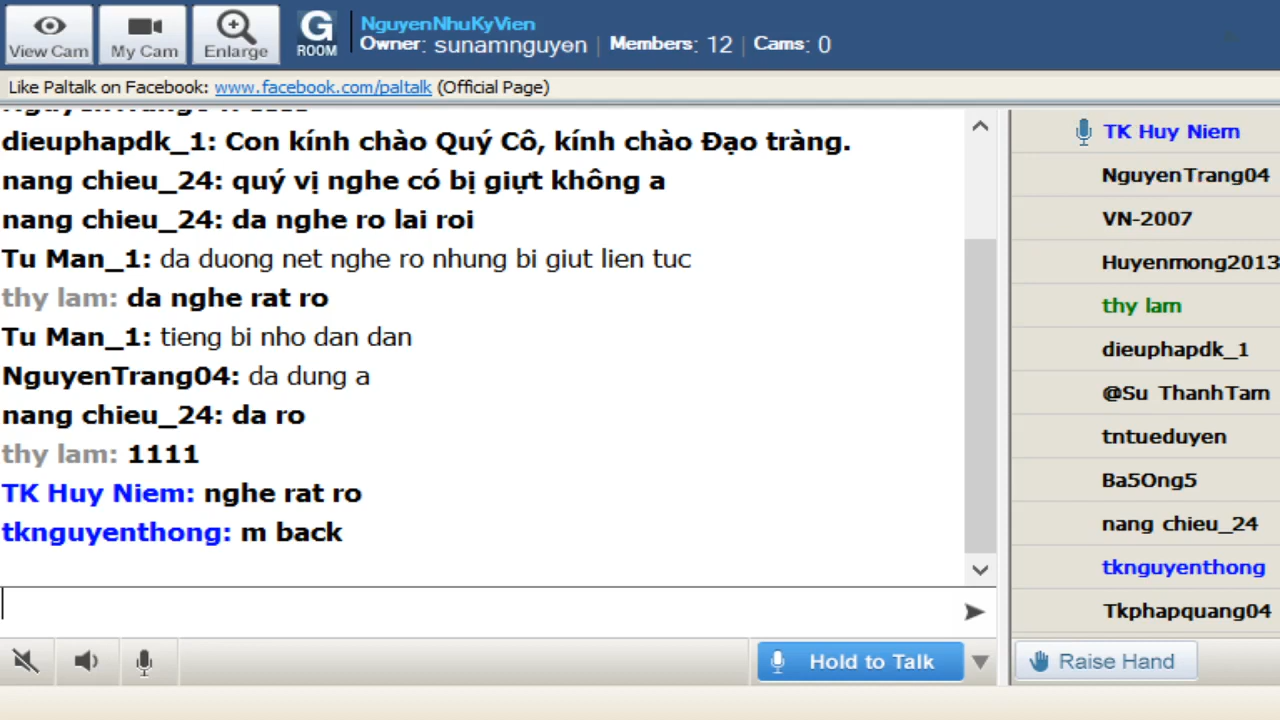 View Cam
My Cam
Enlarge
G
ROOM
NguyenNhuKyVien
Owner: sunamnguyen | Members: 12 | Cams: 0
Like Paltalk on Facebook: www.facebook.com/paltalk (Official Page)
dieuphapdk_1: Con kính chào Quý Cô, kính chào Đạo tràng.
nang chieu_24: quý vị nghe có bị giựt không a
nang chieu_24: da nghe ro lai roi
Tu Man_1: da duong net nghe ro nhung bi giut lien tuc
thy lam: da nghe rat ro
Tu Man_1: tieng bi nho dan dan
NguyenTrang04: da dung a
nang chieu_24: da ro
thy lam: 1111
TK Huy Niem: nghe rat ro
tknguyenthong: m back
TK Huy Niem
NguyenTrang04
VN-2007
Huyenmong2013
thy lam
dieuphapdk_1
@Su ThanhTam
tntueduyen
Ba5Ong5
nang chieu_24
tknguyenthong
Tkphapquang04
Hold to Talk
Raise Hand